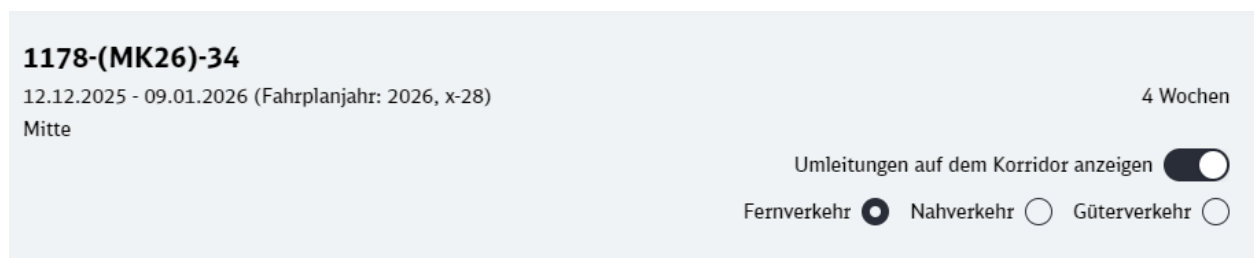 1178-(MK26)-34
12.12.2025 - 09.01.2026 (Fahrplanjahr: 2026, x-28)
4 Wochen
Mitte
Umleitungen auf dem Korridor anzeigen
Fernverkehr Nahverkehr Güterverkehr